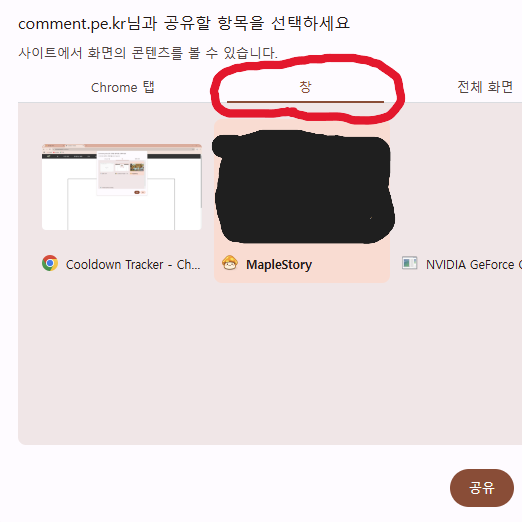 comment.pe.kr님과 공유할 항목을 선택하세요
사이트에서 화면의 콘텐츠를 볼 수 있습니다.
Chrome 탭
창
전체 화면
Cooldown Tracker - Ch...
MapleStory
NVIDIA GeForce
공유